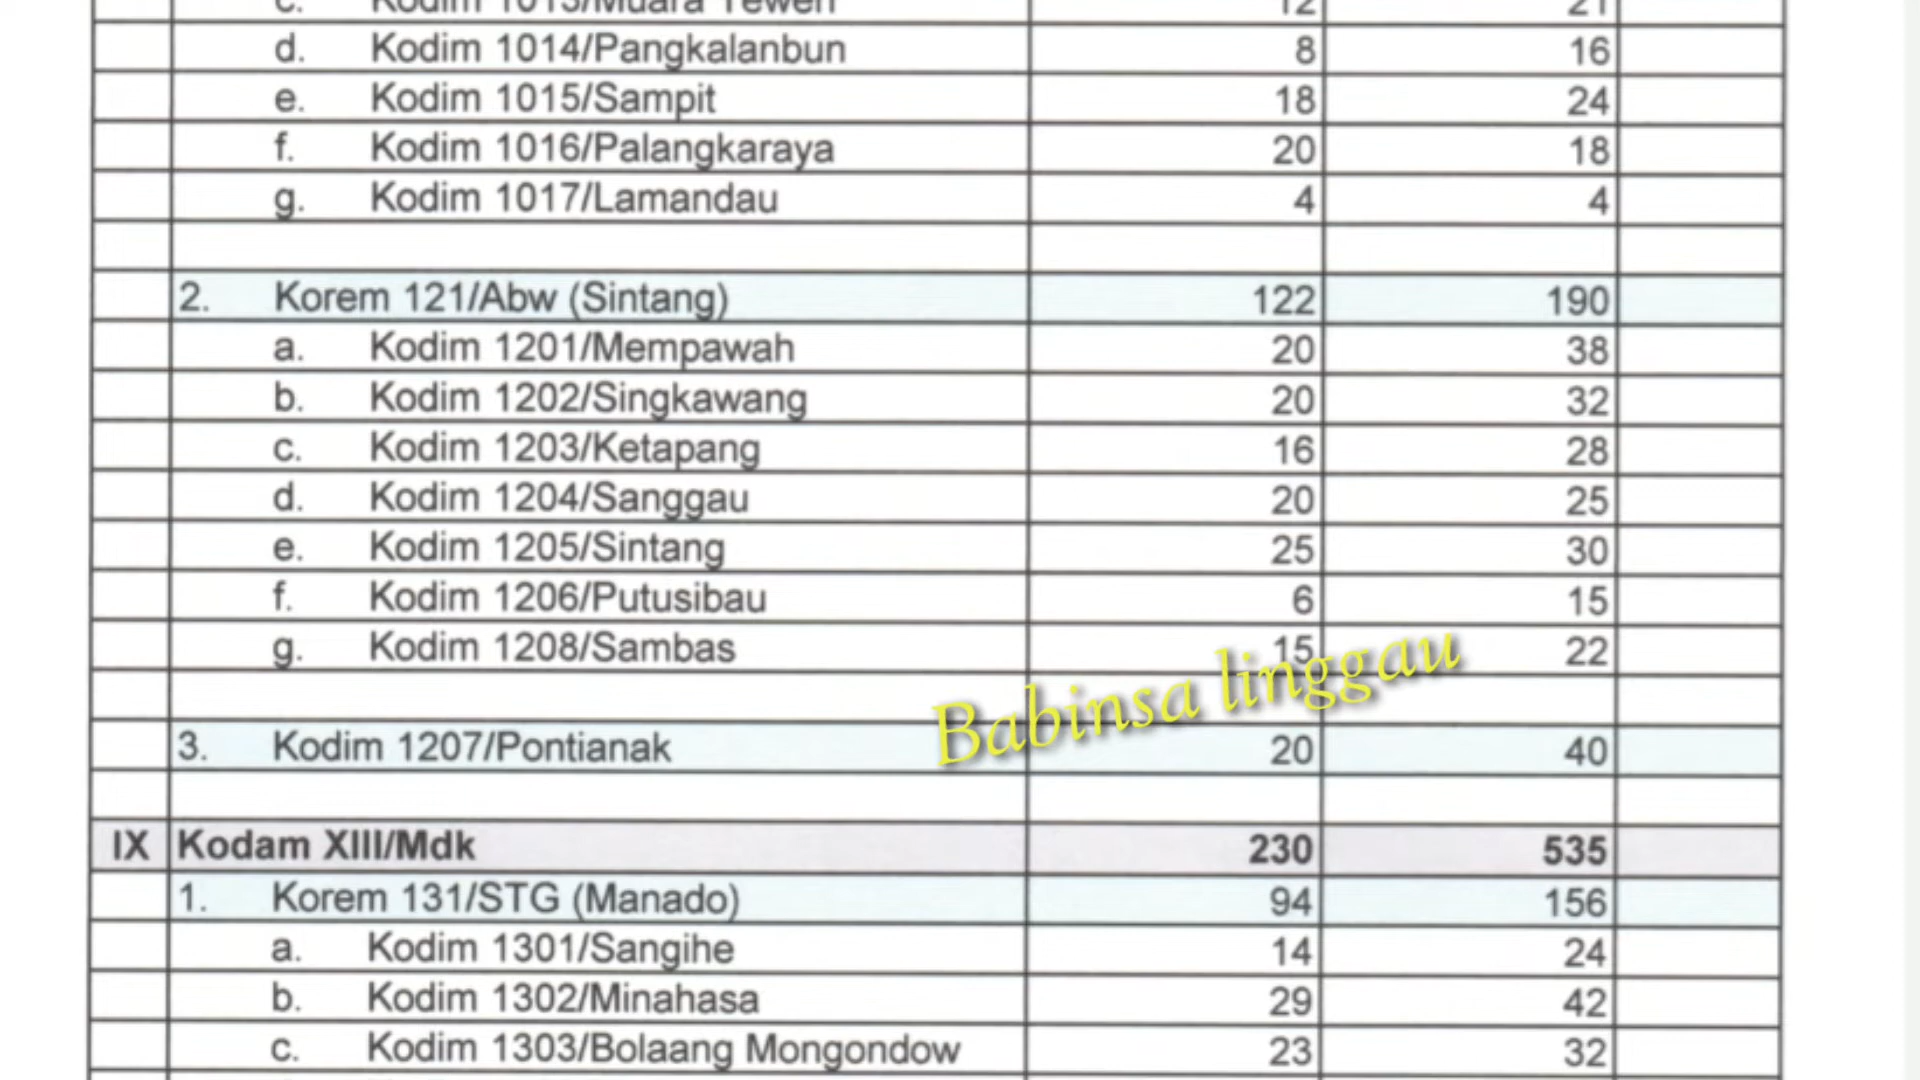 c. Kodim 1013/Muara Teweh 12 21
d. Kodim 1014/Pangkalanbun 8 16
e. Kodim 1015/Sampit 18 24
f. Kodim 1016/Palangkaraya 20 18
g. Kodim 1017/Lamandau 4 4
2. Korem 121/Abw (Sintang) 122 190
a. Kodim 1201/Mempawah 20 38
b. Kodim 1202/Singkawang 20 32
c. Kodim 1203/Ketapang 16 28
d. Kodim 1204/Sanggau 20 25
e. Kodim 1205/Sintang 25 30
f. Kodim 1206/Putusibau 6 15
g. Kodim 1208/Sambas 15 22
Babinsa linggau
3. Kodim 1207/Pontianak 20 40
IX Kodam XIII/Mdk 230 535
1. Korem 131/STG (Manado) 94 156
a. Kodim 1301/Sangihe 14 24
b. Kodim 1302/Minahasa 29 42
c. Kodim 1303/Bolaang Mongondow 23 32